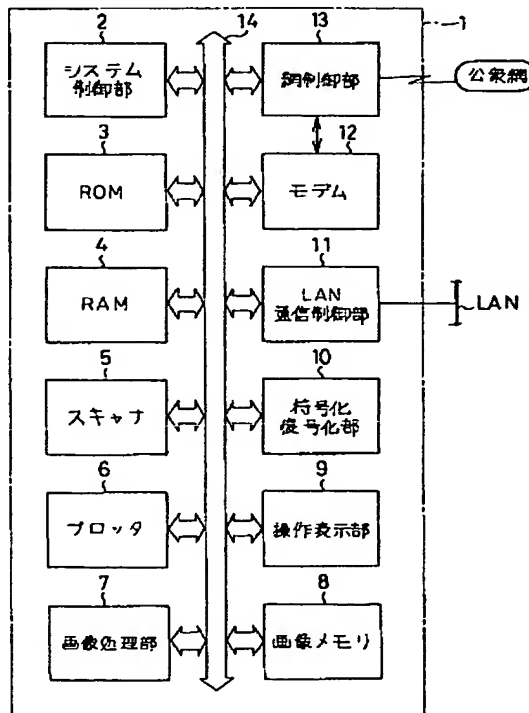 2
14
13
1
システム
制御部
網制御部
公衆網
3
12
ROM
モデム
4
11
RAM
LAN
通信制御部
LAN
5
10
スキャナ
符号化
復号化部
6
9
プロッタ
操作表示部
7
8
画像処理部
画像メモリ